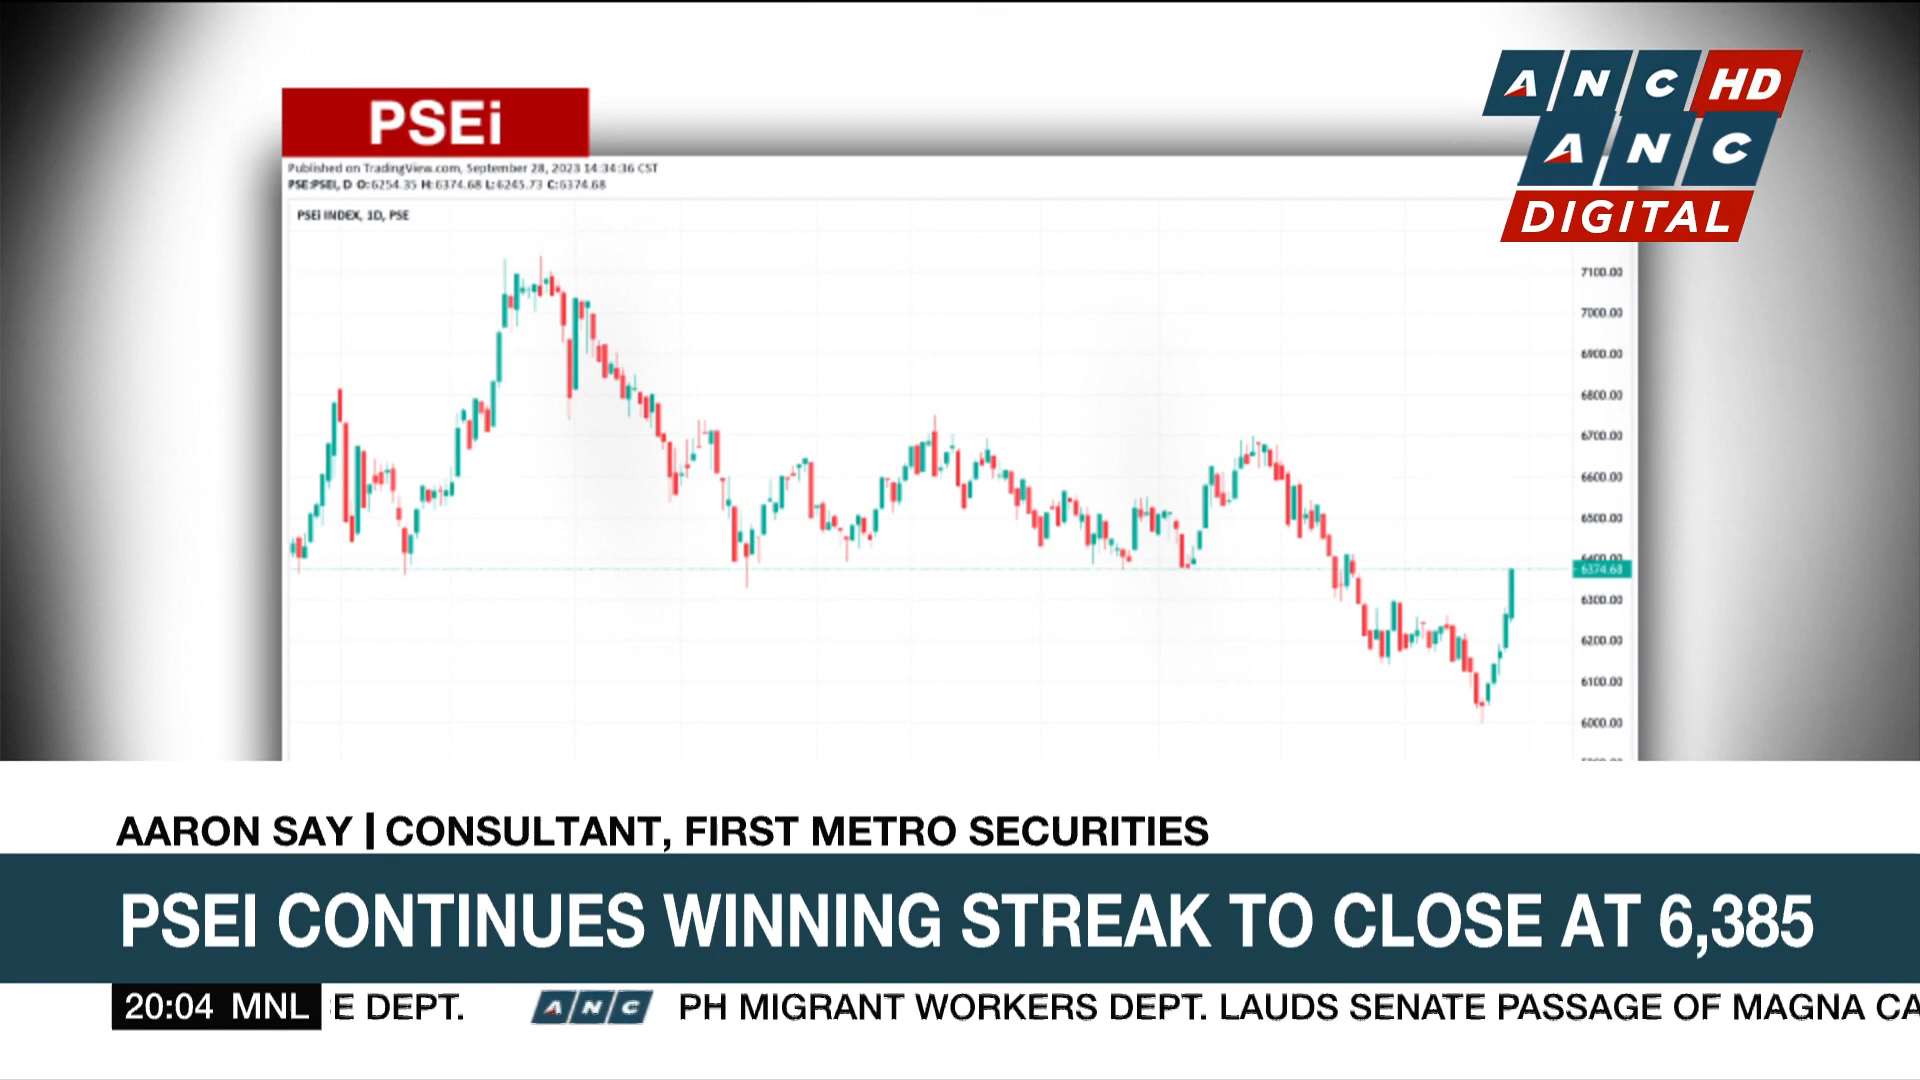 ANC HD
ANC
DIGITAL
PSEi
Published on TradingView.com, September 28, 2023 14:34:36 CST
PSE:PSEI, D O:6254.35 H:6374.68 L:6245.73 C:6374.68
PSEi INDEX, 1D, PSE
7100.00
7000.00
6900.00
6800.00
6700.00
6600.00
6500.00
6400.00
6374.68
6300.00
6200.00
6100.00
6000.00
AARON SAY | CONSULTANT, FIRST METRO SECURITIES
PSEI CONTINUES WINNING STREAK TO CLOSE AT 6,385
20:04 MNL E DEPT. ANC PH MIGRANT WORKERS DEPT. LAUDS SENATE PASSAGE OF MAGNA CA